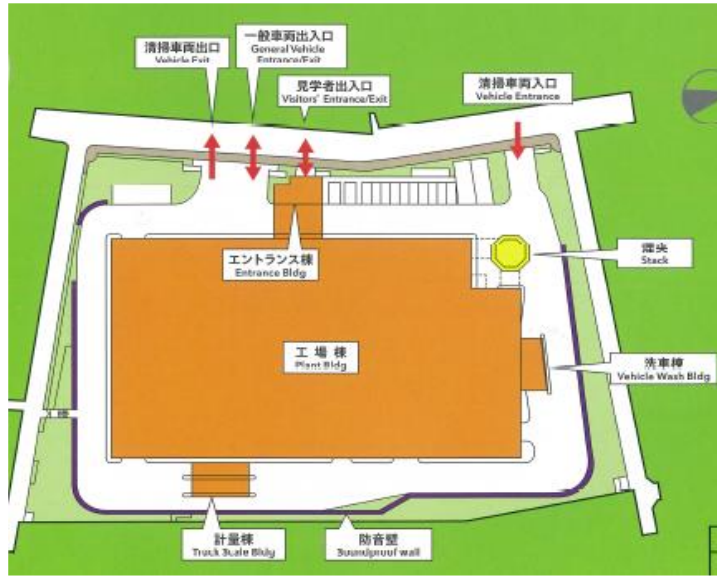 清掃車両出口
Vehicle Exit
一般車両出入口
General Vehicle
Entrance/Exit
見学者出入口
Visitors' Entrance/Exit
清掃車両入口
Vehicle Entrance
エントランス棟
Entrance Bldg
煙突
Stack
工場棟
Plant Bldg
洗車棟
Vehicle Wash Bldg
計量棟
Truck Scale Bldg
防音壁
Soundproof wall